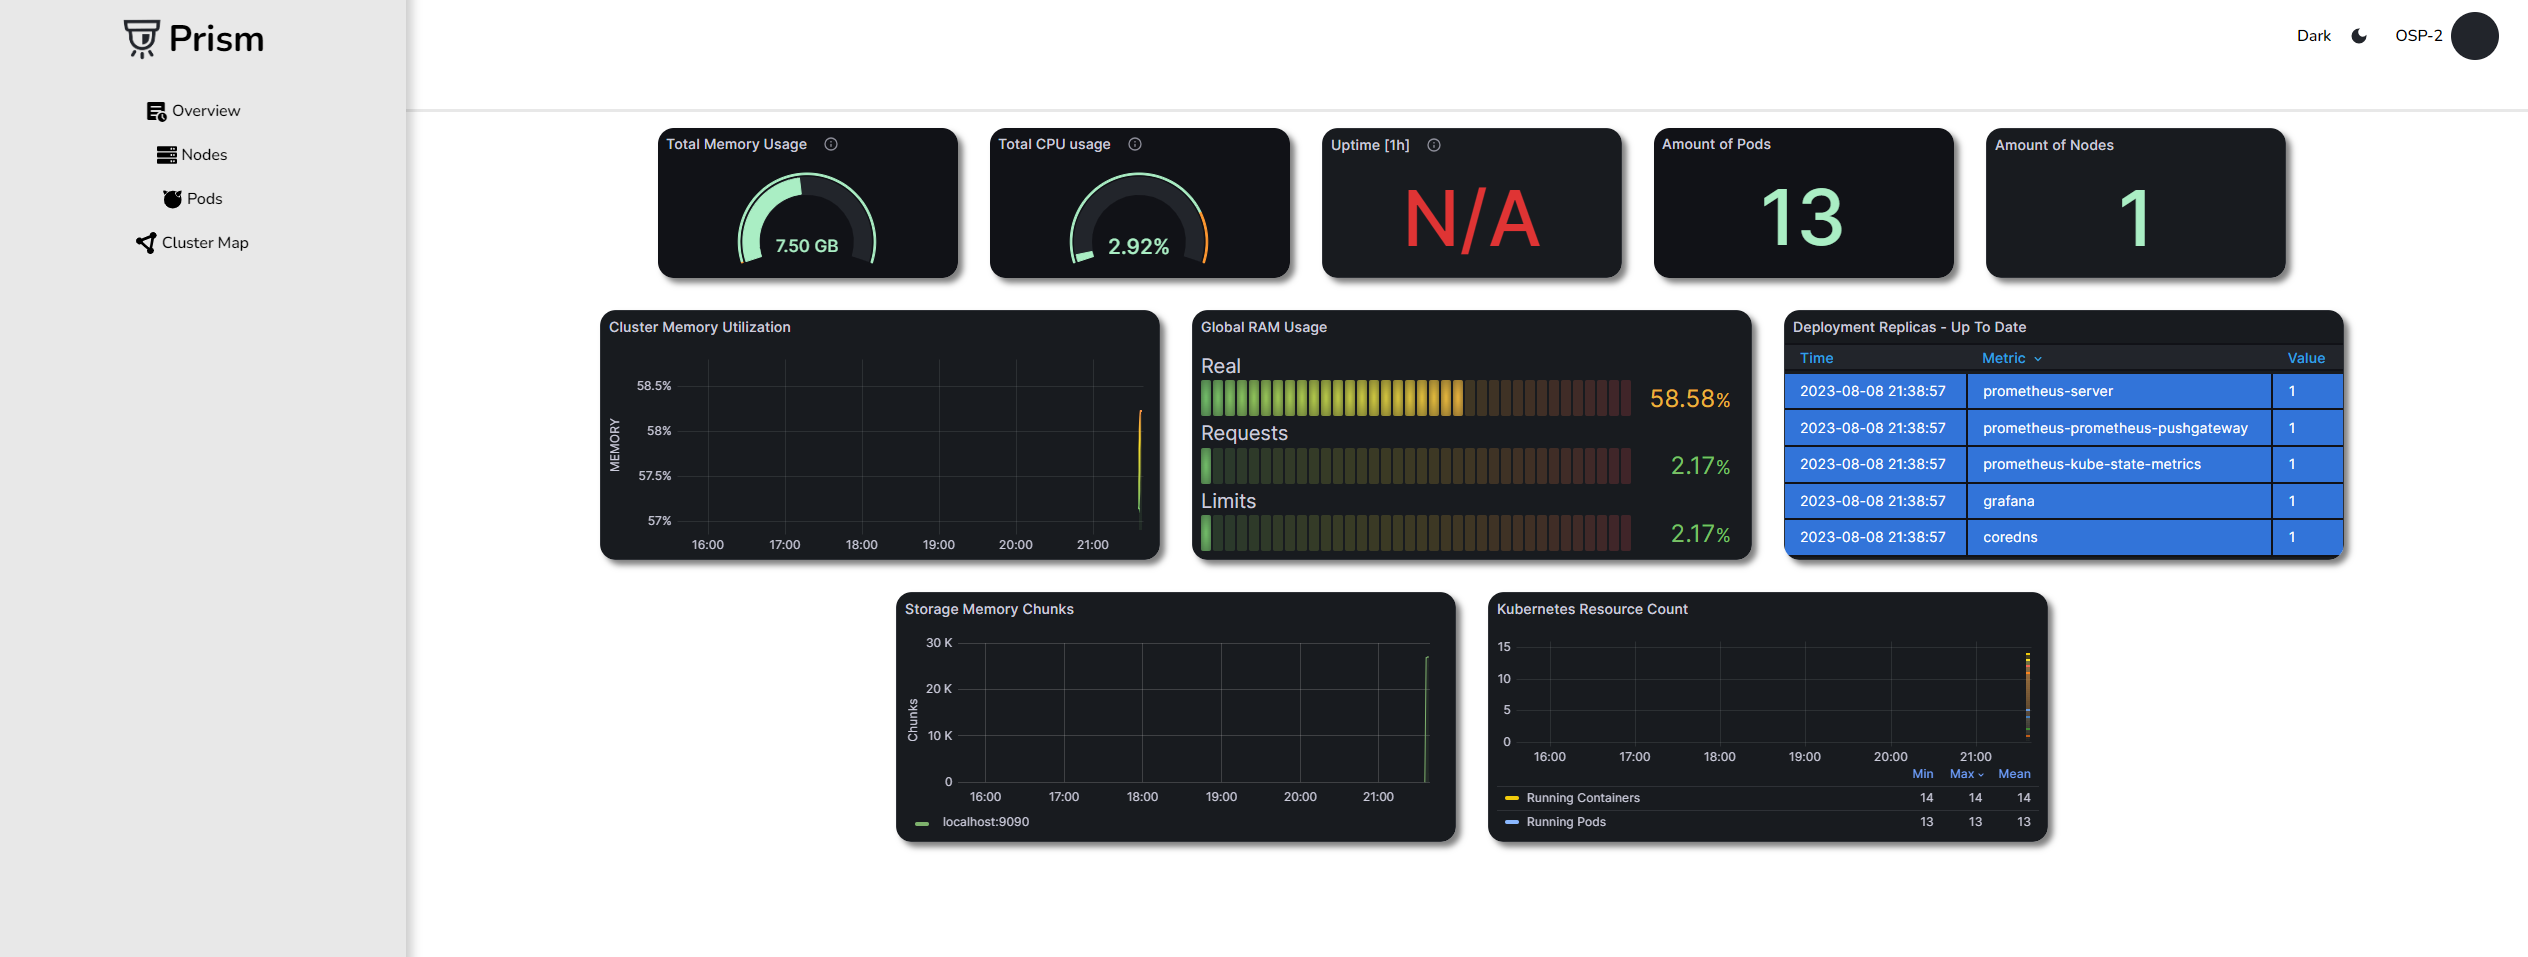 Prism
Dark
OSP-2
Overview
Nodes
Pods
Cluster Map
Total Memory Usage
7.50 GB
Total CPU usage
2.92%
Uptime [1h]
N/A
Amount of Pods
13
Amount of Nodes
1
Cluster Memory Utilization
MEMORY
58.5%
58%
57.5%
57%
16:00 17:00 18:00 19:00 20:00 21:00
Global RAM Usage
Real
58.58%
Requests
2.17%
Limits
2.17%
Deployment Replicas - Up To Date
Time Metric Value
2023-08-08 21:38:57 prometheus-server 1
2023-08-08 21:38:57 prometheus-prometheus-pushgateway 1
2023-08-08 21:38:57 prometheus-kube-state-metrics 1
2023-08-08 21:38:57 grafana 1
2023-08-08 21:38:57 coredns 1
Storage Memory Chunks
Chunks
30 K
20 K
10 K
0
16:00 17:00 18:00 19:00 20:00 21:00
localhost:9090
Kubernetes Resource Count
15
10
5
0
16:00 17:00 18:00 19:00 20:00 21:00
Min Max Mean
Running Containers 14 14 14
Running Pods 13 13 13